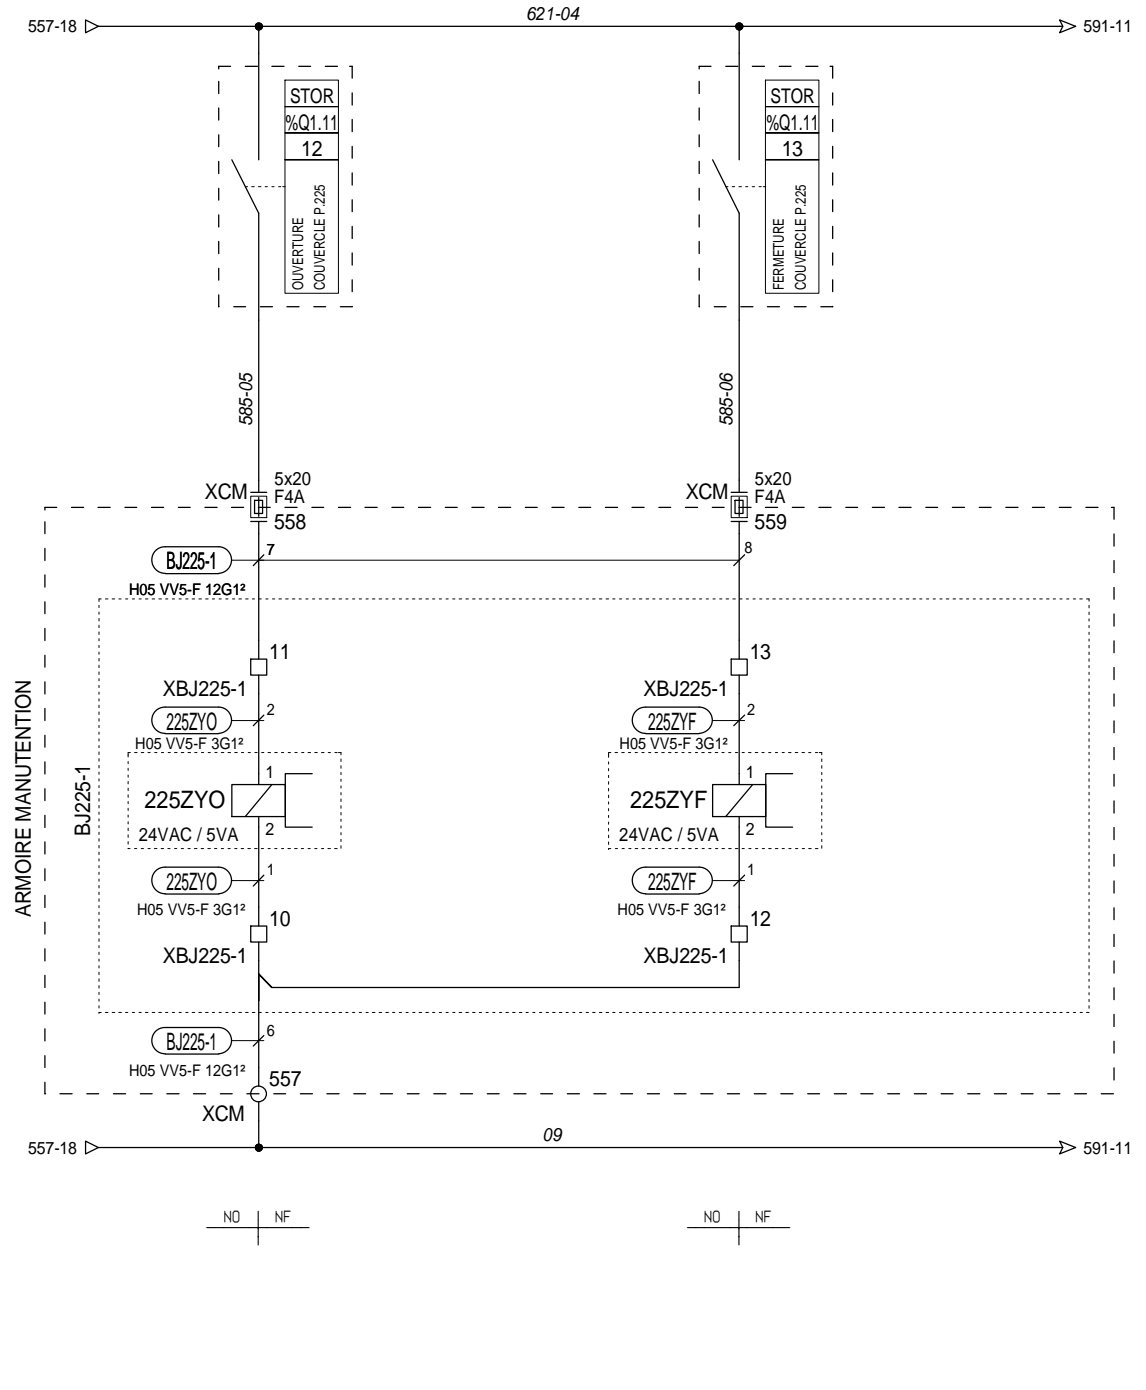 621-04
557-18
591-11
STOR
%Q1.11
12
OUVERTURE
COUVERCLE P.225
STOR
%Q1.11
13
FERMETURE
COUVERCLE P.225
585-05
585-06
XCM
5x20
F4A
558
XCM
5x20
F4A
559
BJ225-1
7
8
H05 VV5-F 12G1²
ARMOIRE MANUTENTION
BJ225-1
11
XBJ225-1
13
XBJ225-1
225ZYO
2
H05 VV5-F 3G1²
225ZYF
2
H05 VV5-F 3G1²
1
225ZYO
2
24VAC / 5VA
1
225ZYF
2
24VAC / 5VA
225ZYO
1
H05 VV5-F 3G1²
225ZYF
1
H05 VV5-F 3G1²
10
XBJ225-1
12
XBJ225-1
BJ225-1
6
H05 VV5-F 12G1²
557
XCM
09
557-18
591-11
NO
NF
NO
NF